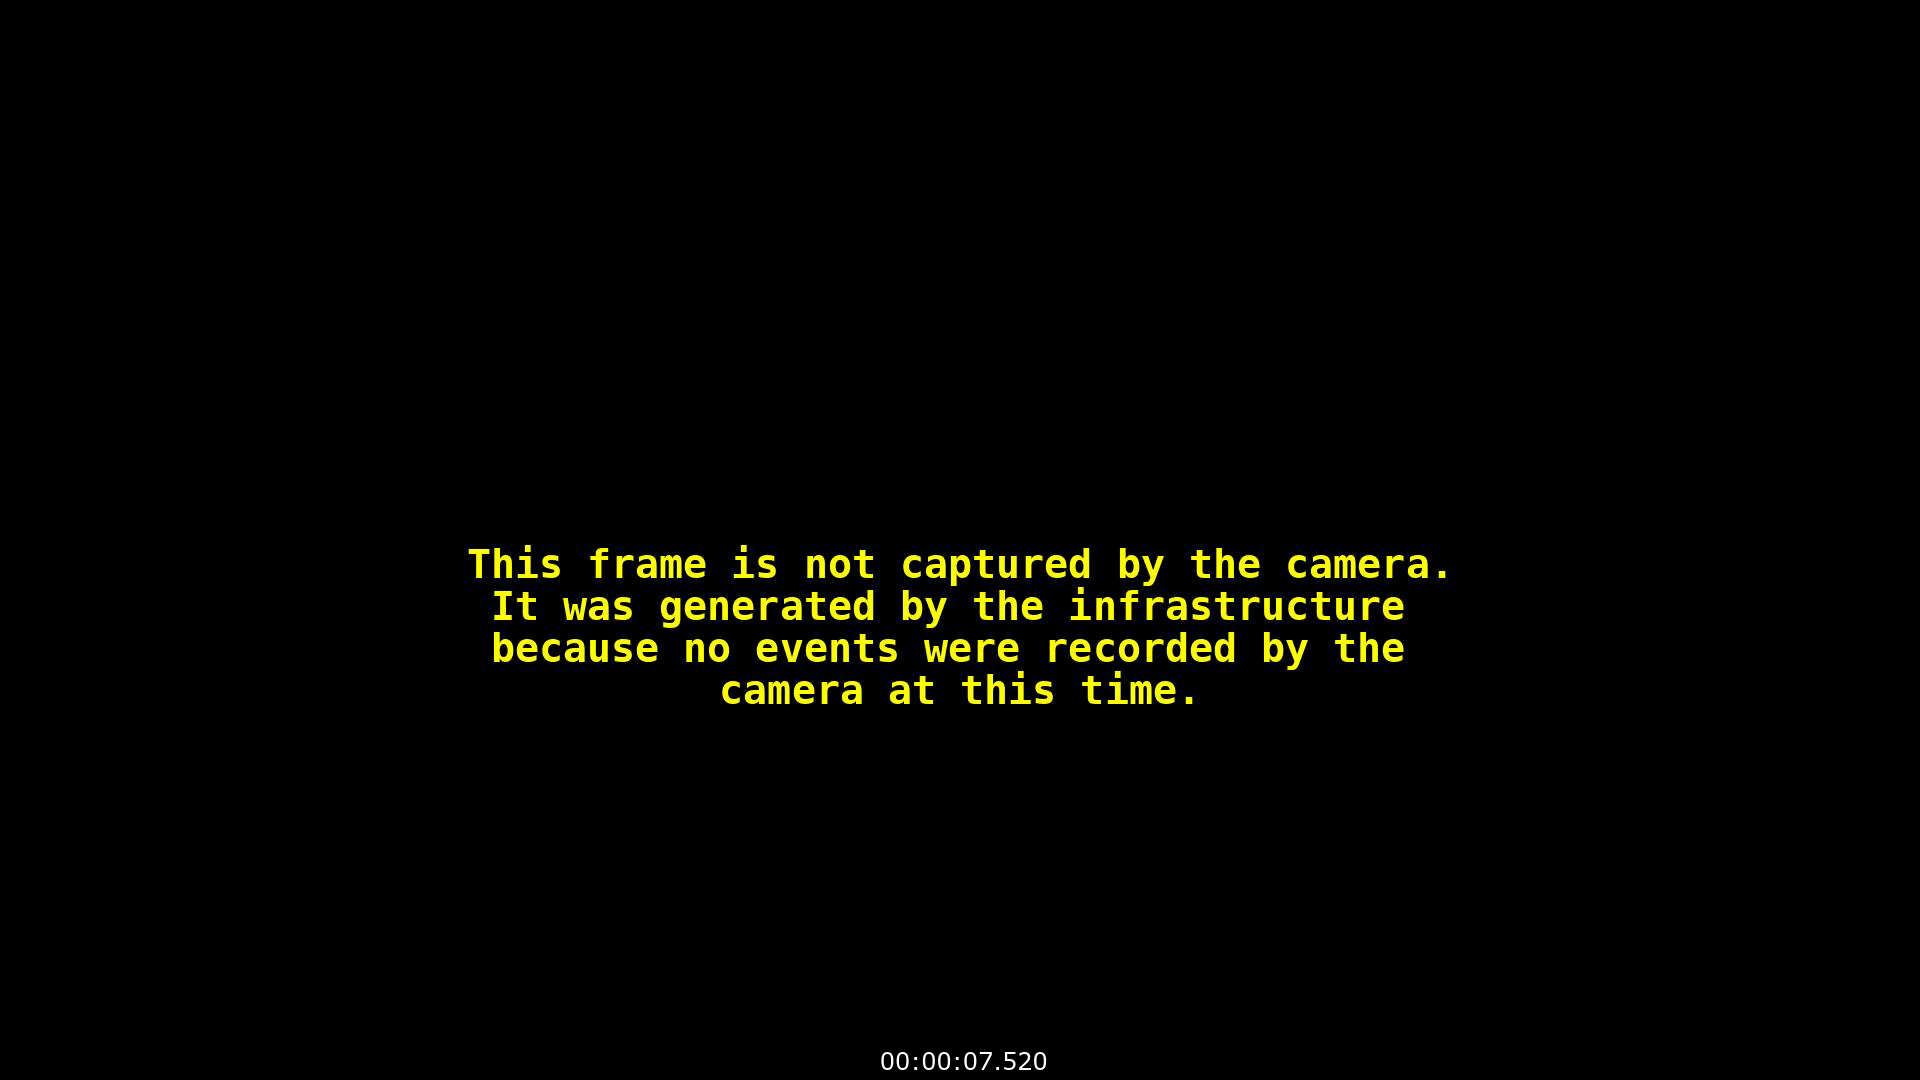 This frame is not captured by the camera.
It was generated by the infrastructure
because no events were recorded by the
camera at this time.
00:00:07.520